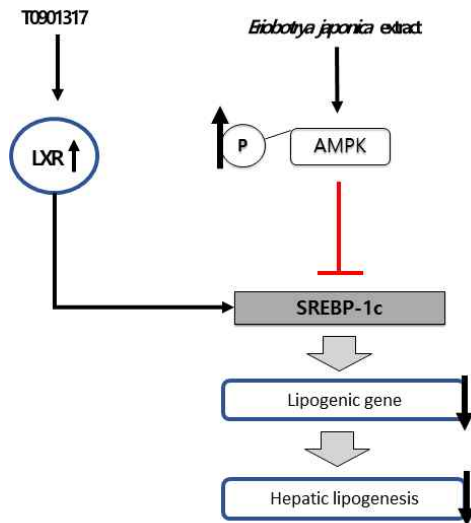 T0901317
Eriobotrya japonica extract
LXR
P
AMPK
SREBP-1c
Lipogenic gene
Hepatic lipogenesis